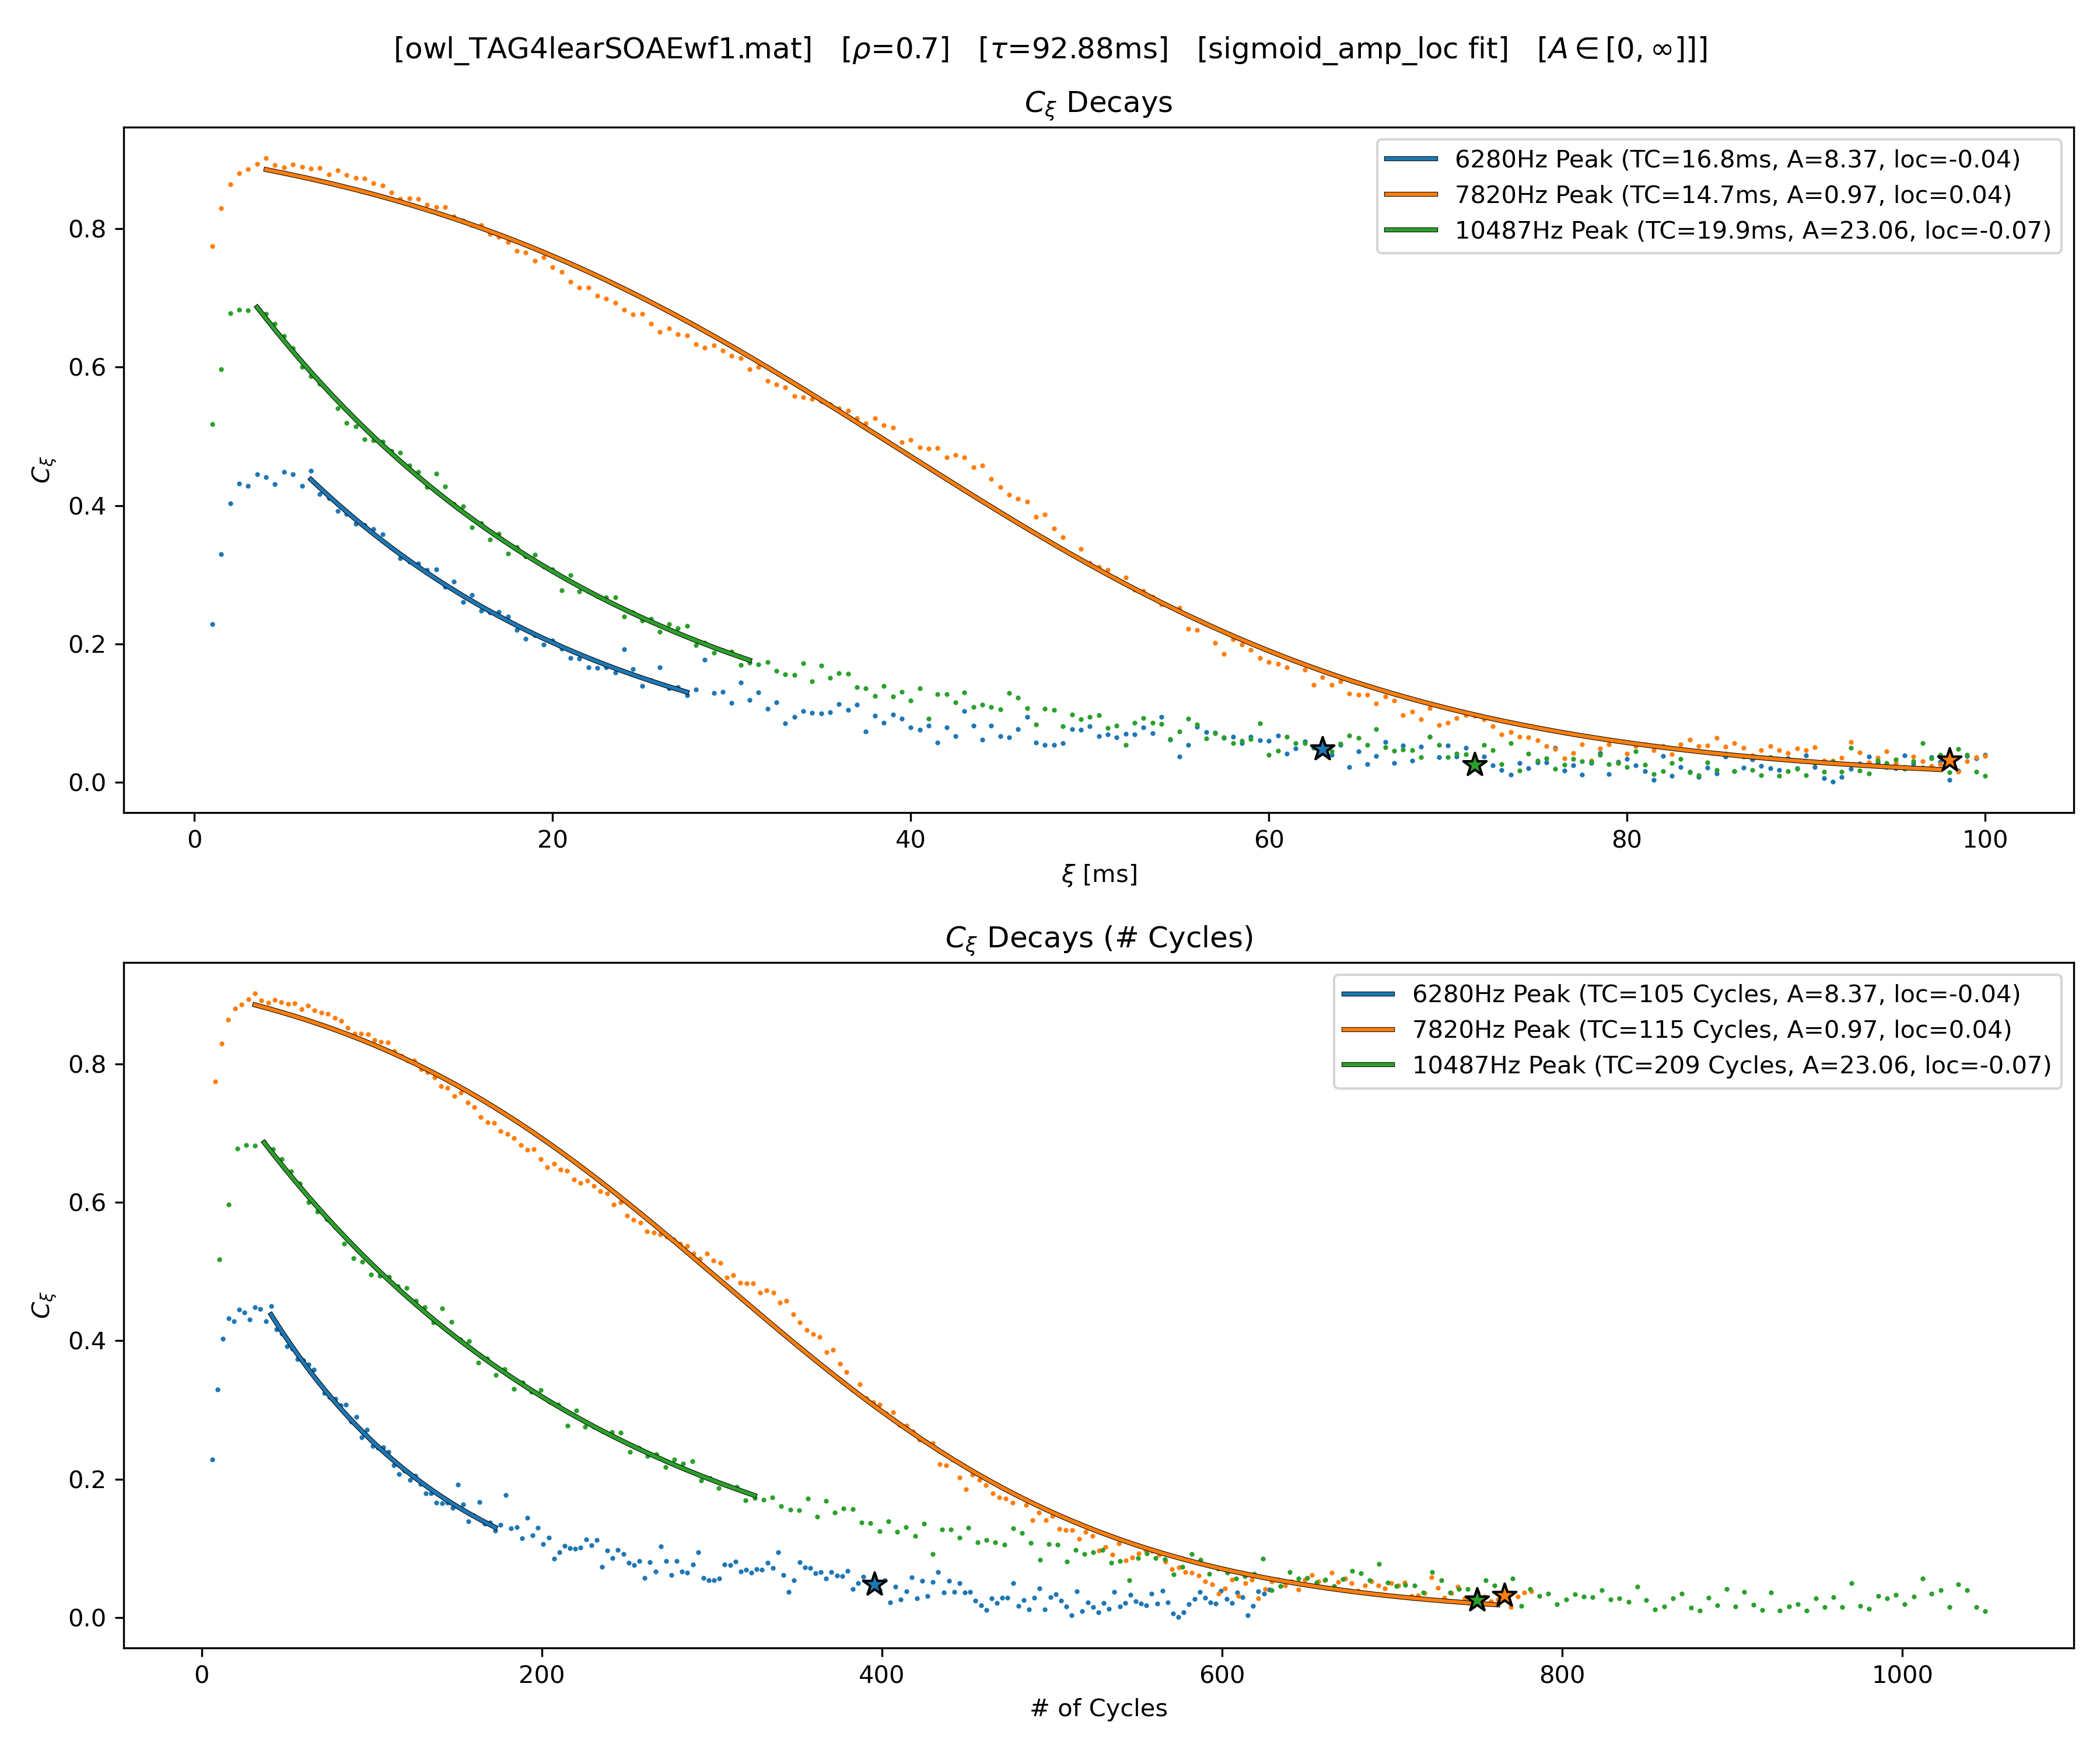 [owl_TAG4learSOAEwf1.mat] [ρ=0.7] [τ=92.88ms] [sigmoid_amp_loc fit] [A ∈ [0, ∞]]]
C_ξ Decays
6280Hz Peak (TC=16.8ms, A=8.37, loc=-0.04)
7820Hz Peak (TC=14.7ms, A=0.97, loc=0.04)
10487Hz Peak (TC=19.9ms, A=23.06, loc=-0.07)
C_ξ
0.8
0.6
0.4
0.2
0.0
0 20 40 60 80 100
ξ [ms]
C_ξ Decays (# Cycles)
6280Hz Peak (TC=105 Cycles, A=8.37, loc=-0.04)
7820Hz Peak (TC=115 Cycles, A=0.97, loc=0.04)
10487Hz Peak (TC=209 Cycles, A=23.06, loc=-0.07)
C_ξ
0.8
0.6
0.4
0.2
0.0
0 200 400 600 800 1000
# of Cycles